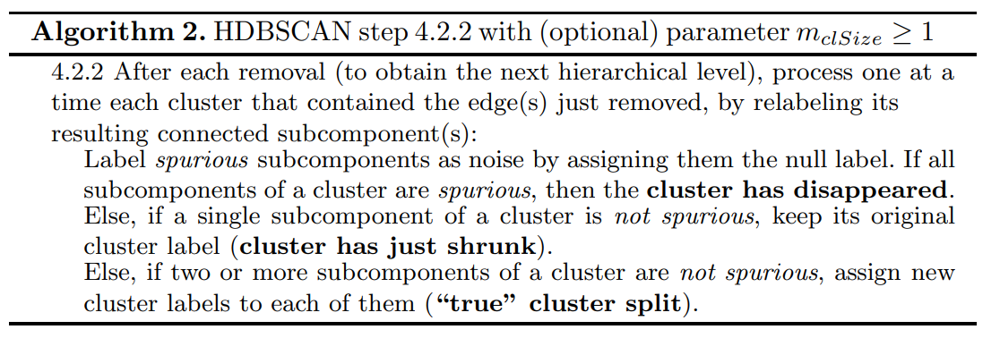 Algorithm 2. HDBSCAN step 4.2.2 with (optional) parameter m_clSize ≥ 1
4.2.2 After each removal (to obtain the next hierarchical level), process one at a
time each cluster that contained the edge(s) just removed, by relabeling its
resulting connected subcomponent(s):
Label spurious subcomponents as noise by assigning them the null label. If all
subcomponents of a cluster are spurious, then the cluster has disappeared.
Else, if a single subcomponent of a cluster is not spurious, keep its original
cluster label (cluster has just shrunk).
Else, if two or more subcomponents of a cluster are not spurious, assign new
cluster labels to each of them (“true” cluster split).